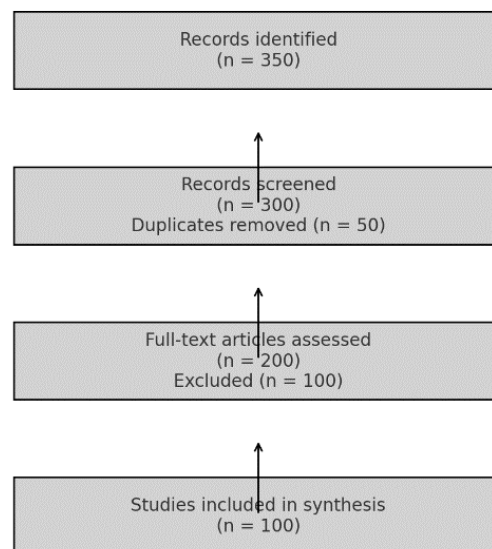 Records identified
(n = 350)
Records screened
(n = 300)
Duplicates removed (n = 50)
Full-text articles assessed
(n = 200)
Excluded (n = 100)
Studies included in synthesis
(n = 100)